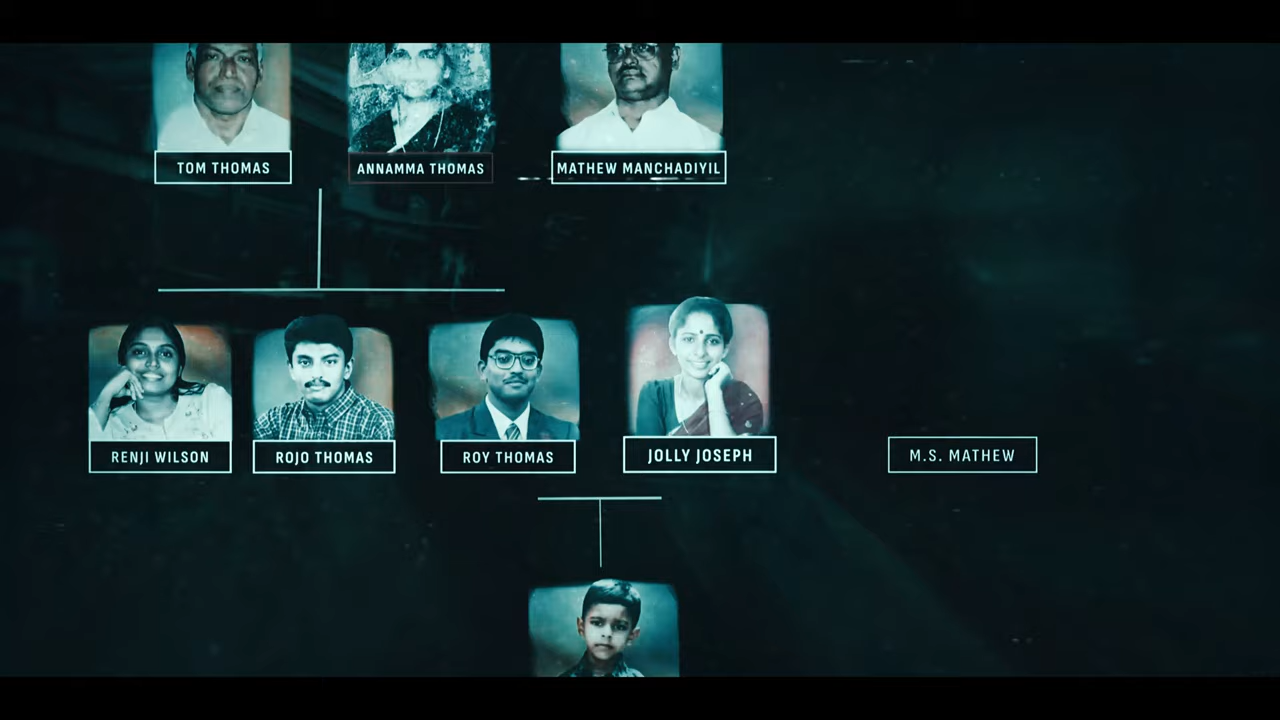 TOM THOMAS
ANNAMMA THOMAS
MATHEW MANCHADIYIL
RENJI WILSON
ROJO THOMAS
ROY THOMAS
JOLLY JOSEPH
M.S. MATHEW